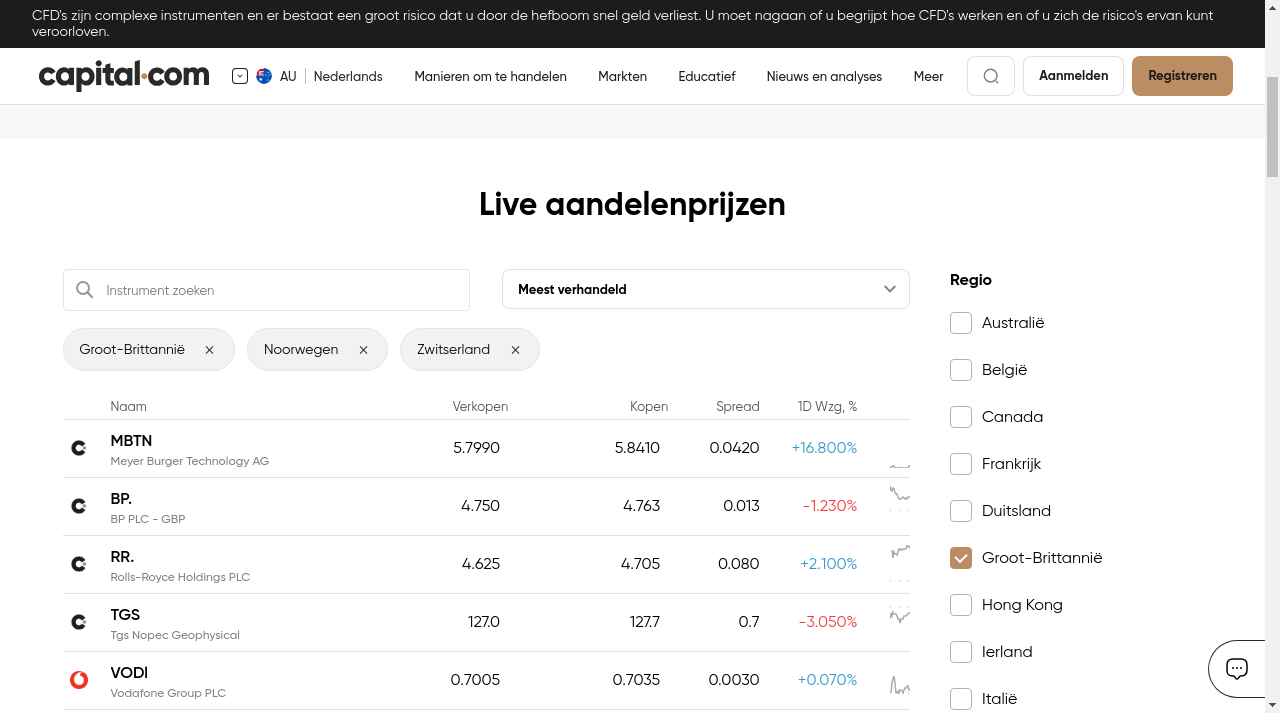 CFD's zijn complexe instrumenten en er bestaat een groot risico dat u door de hefboom snel geld verliest. U moet nagaan of u begrijpt hoe CFD's werken en of u zich de risico's ervan kunt
veroorloven.
capital.com
AU Nederlands Manieren om te handelen Markten Educatief Nieuws en analyses Meer Aanmelden Registreren
Live aandelenprijzen
Instrument zoeken Meest verhandeld
Groot-Brittannië Noorwegen Zwitserland
Naam Verkopen Kopen Spread 1D Wzg, %
MBTN 5.7990 5.8410 0.0420 +16.800%
Meyer Burger Technology AG
BP. 4.750 4.763 0.013 -1.230%
BP PLC - GBP
RR. 4.625 4.705 0.080 +2.100%
Rolls-Royce Holdings PLC
TGS 127.0 127.7 0.7 -3.050%
Tgs Nopec Geophysical
VODl 0.7005 0.7035 0.0030 +0.070%
Vodafone Group PLC
Regio
Australië
België
Canada
Frankrijk
Duitsland
Groot-Brittannië
Hong Kong
Ierland
Italië